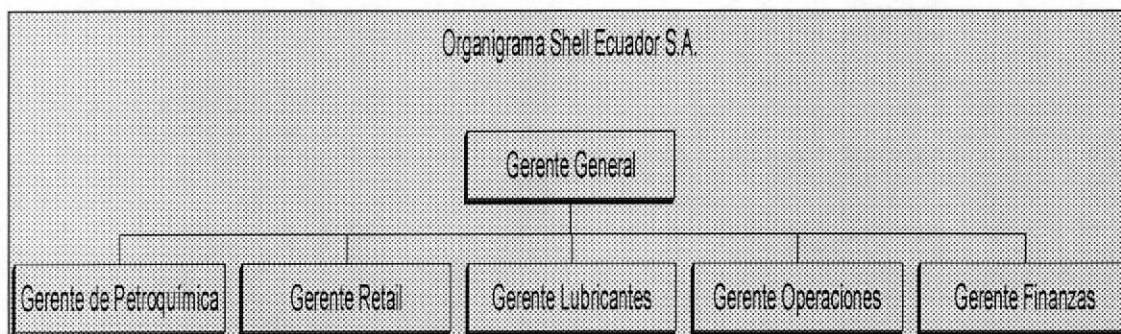 Organigrama Shell Ecuador S.A.
Gerente General
Gerente de Petroquímica
Gerente Retail
Gerente Lubricantes
Gerente Operaciones
Gerente Finanzas